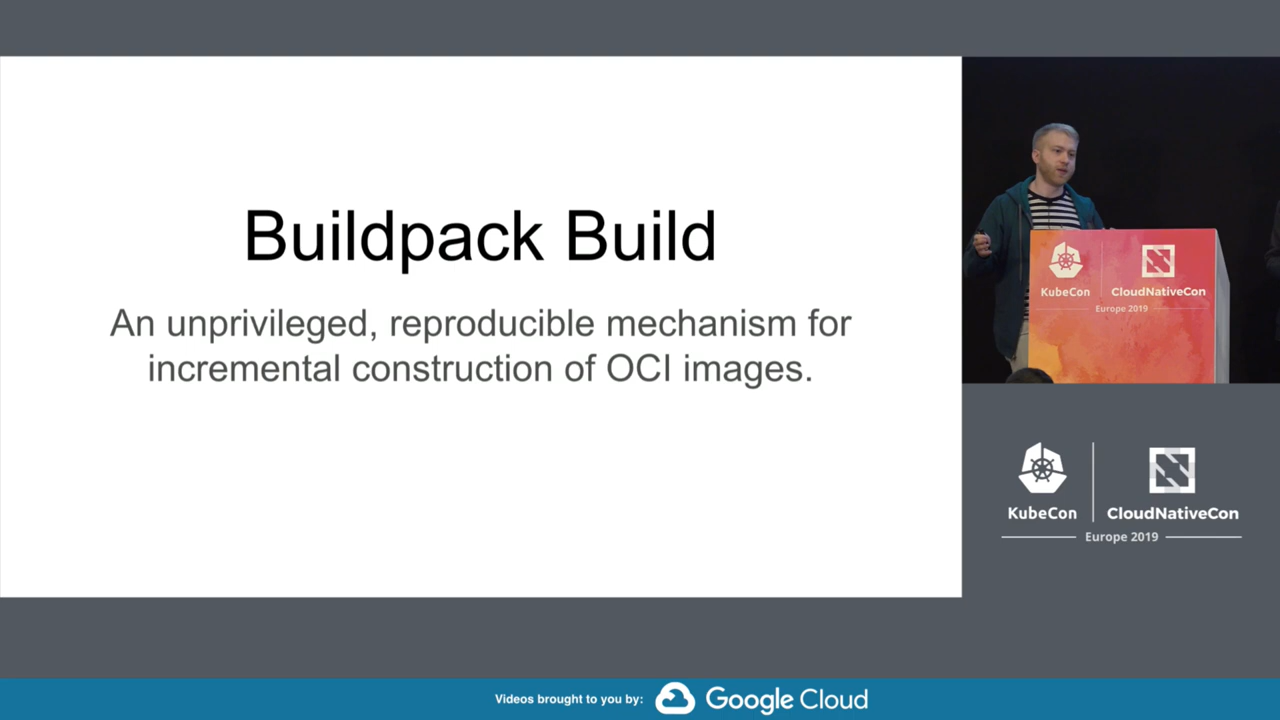 Buildpack Build
An unprivileged, reproducible mechanism for
incremental construction of OCI images.
KubeCon
CloudNativeCon
Europe 2019
KubeCon
CloudNativeCon
Europe 2019
Videos brought to you by:
Google Cloud